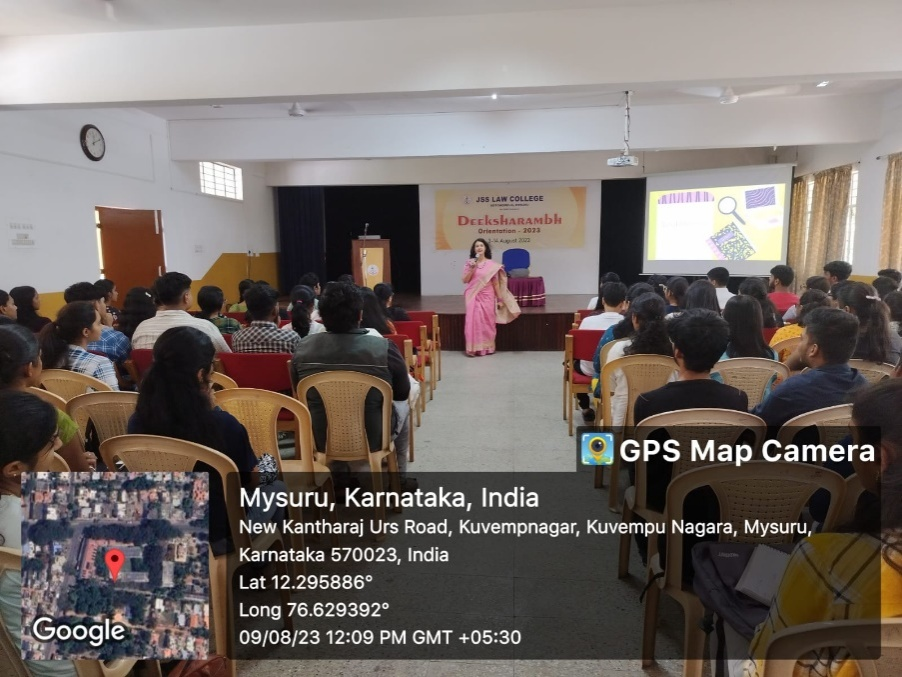 JSS LAW COLLEGE
DEEKSHARAMBH
Orientation - 2023
August 2023
GPS Map Camera
Mysuru, Karnataka, India
New Kantharaj Urs Road, Kuvempnagar, Kuvempu Nagara, Mysuru,
Karnataka 570023, India
Lat 12.295886°
Long 76.629392°
09/08/23 12:09 PM GMT +05:30
Google